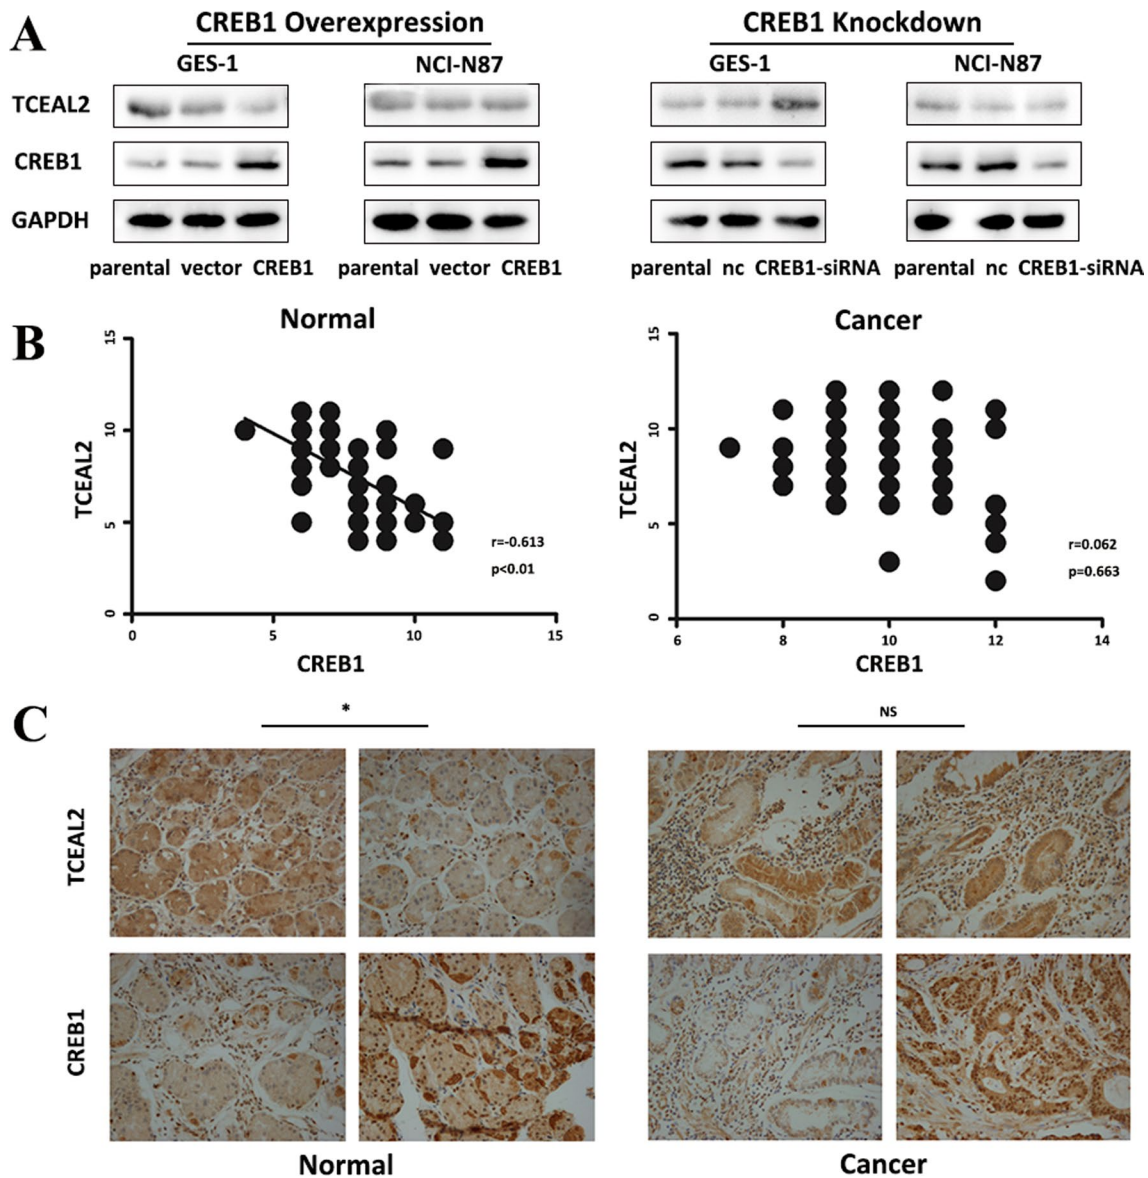 A
CREB1 Overexpression
CREB1 Knockdown
GES-1
NCI-N87
GES-1
NCI-N87
TCEAL2
CREB1
GAPDH
parental vector CREB1
parental vector CREB1
parental nc CREB1-siRNA
parental nc CREB1-siRNA
B
Normal
TCEAL2
15
10
5
0
0
5
10
15
CREB1
r=-0.613
p<0.01
Cancer
TCEAL2
15
10
5
0
6
8
10
12
14
CREB1
r=0.062
p=0.663
C
*
NS
TCEAL2
CREB1
Normal
Cancer